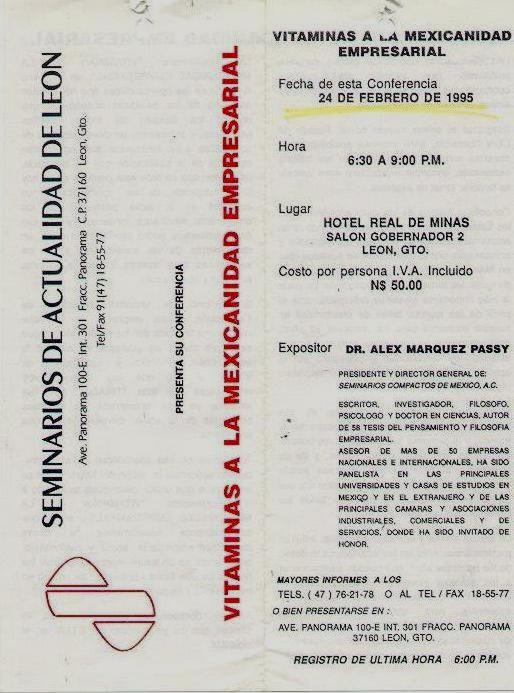 SEMINARIOS DE ACTUALIDAD DE LEON
Ave. Panorama 100-E Int. 301 Fracc. Panorama C.P. 37160 Leon, Gto.
Tel/Fax 91(47) 18-55-77
PRESENTA SU CONFERENCIA
VITAMINAS A LA MEXICANIDAD EMPRESARIAL
VITAMINAS A LA MEXICANIDAD
EMPRESARIAL
Fecha de esta Conferencia
24 DE FEBRERO DE 1995
Hora
6:30 A 9:00 P.M.
Lugar
HOTEL REAL DE MINAS
SALON GOBERNADOR 2
LEON, GTO.
Costo por persona I.V.A. Incluido
N$ 50.00
Expositor DR. ALEX MARQUEZ PASSY
PRESIDENTE Y DIRECTOR GENERAL DE:
SEMINARIOS COMPACTOS DE MEXICO, A.C.
ESCRITOR, INVESTIGADOR, FILOSOFO,
PSICOLOGO Y DOCTOR EN CIENCIAS, AUTOR
DE 58 TESIS DEL PENSAMIENTO Y FILOSOFIA
EMPRESARIAL.
ASESOR DE MAS DE 50 EMPRESAS
NACIONALES E INTERNACIONALES, HA SIDO
PANELISTA EN LAS PRINCIPALES
UNIVERSIDADES Y CASAS DE ESTUDIOS EN
MEXICO Y EN EL EXTRANJERO Y DE LAS
PRINCIPALES CAMARAS Y ASOCIACIONES
INDUSTRIALES, COMERCIALES Y DE
SERVICIOS, DONDE HA SIDO INVITADO DE
HONOR.
MAYORES INFORMES A LOS
TELS. ( 47 ) 76-21-78 O AL TEL / FAX 18-55-77
O BIEN PRESENTARSE EN :
AVE. PANORAMA 100-E INT. 301 FRACC. PANORAMA
37160 LEON, GTO.
REGISTRO DE ULTIMA HORA 6:00 P.M.